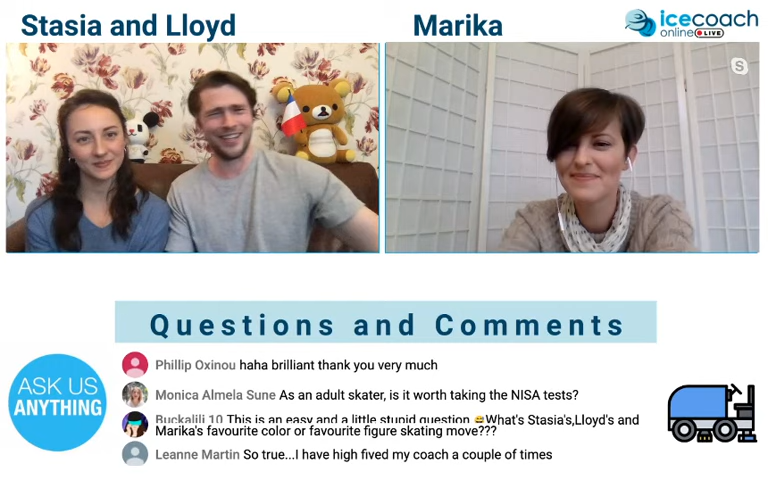 Stasia and Lloyd
Marika
icecoach
online LIVE
Questions and Comments
ASK US
ANYTHING
Phillip Oxinou haha brilliant thank you very much
Monica Almela Sune As an adult skater, is it worth taking the NISA tests?
Buckalili 10 This is an easy and a little stupid question 😅What's Stasia's,Lloyd's and
Marika's favourite color or favourite figure skating move???
Leanne Martin So true...I have high fived my coach a couple of times